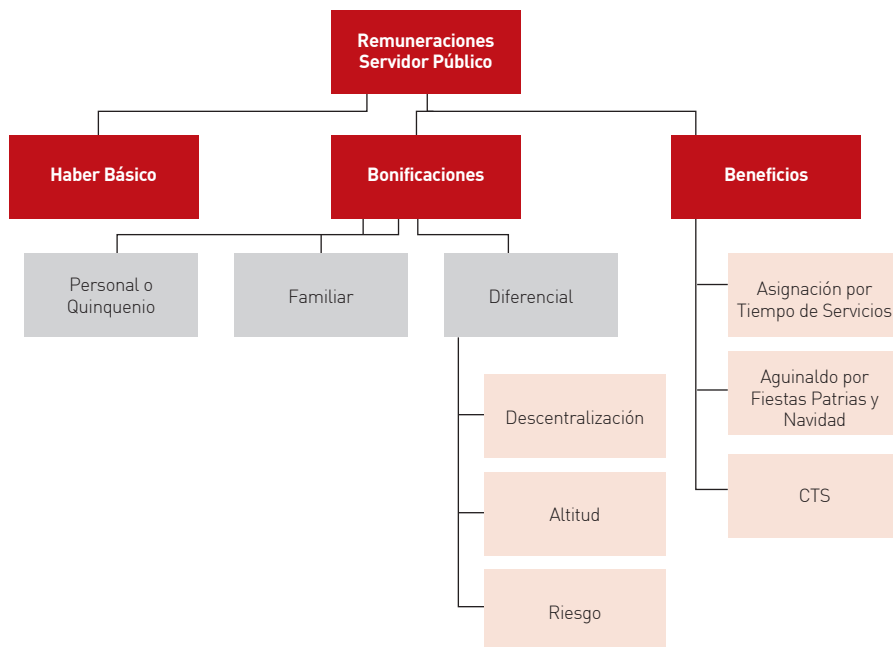 Remuneraciones
Servidor Público
Haber Básico
Bonificaciones
Beneficios
Personal o
Quinquenio
Familiar
Diferencial
Asignación por
Tiempo de Servicios
Aguinaldo por
Fiestas Patrias y
Navidad
CTS
Descentralización
Altitud
Riesgo